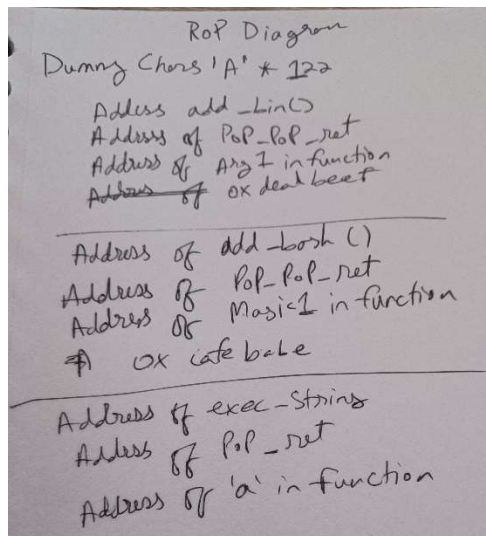 ROP Diagram
Dummy Chars 'A' * 122
Address add_bin()
Address of POP_POP_ret
Address of Arg1 in function
Address of 0x deadbeef
Address of add_bash ()
Address of POP_POP_ret
Address of Magic1 in function
0x cafebabe
Address of exec_string
Address of POP_ret
Address of 'a' in function